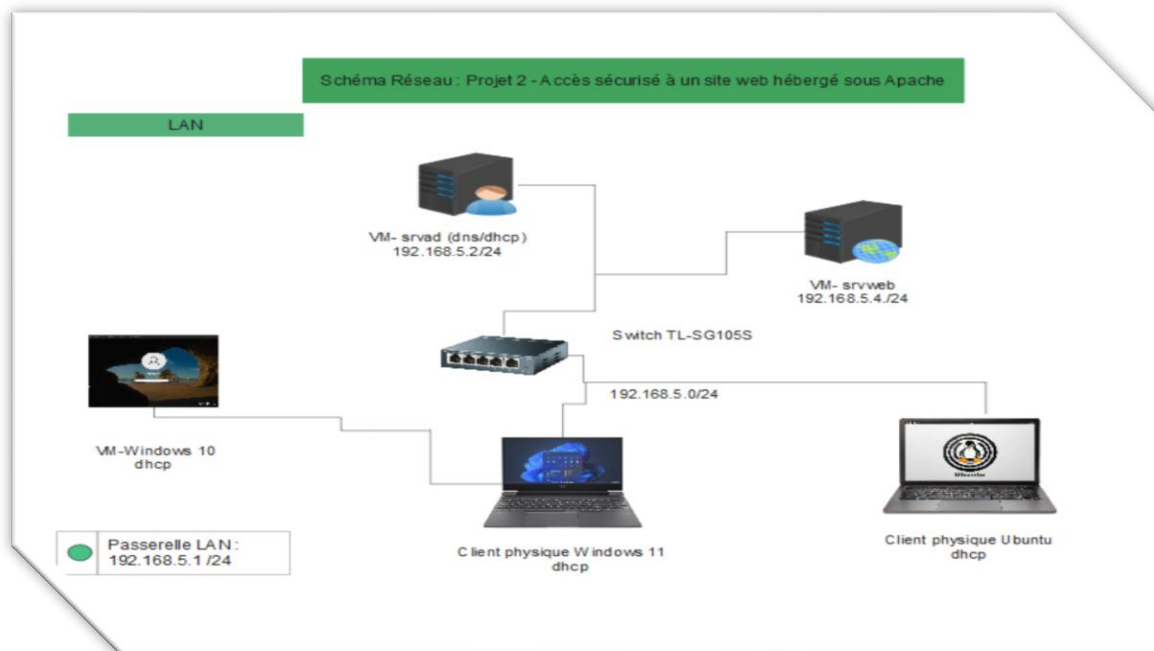 Schéma Réseau : Projet 2 - Accès sécurisé à un site web hébergé sous Apache
LAN
VM- srvad (dns/dhcp)
192.168.5.2/24
VM- srvweb
192.168.5.4./24
Switch TL-SG105S
192.168.5.0/24
VM-Windows 10
dhcp
Ubuntu
Client physique Windows 11
dhcp
Client physique Ubuntu
dhcp
Passerelle LAN :
192.168.5.1 /24